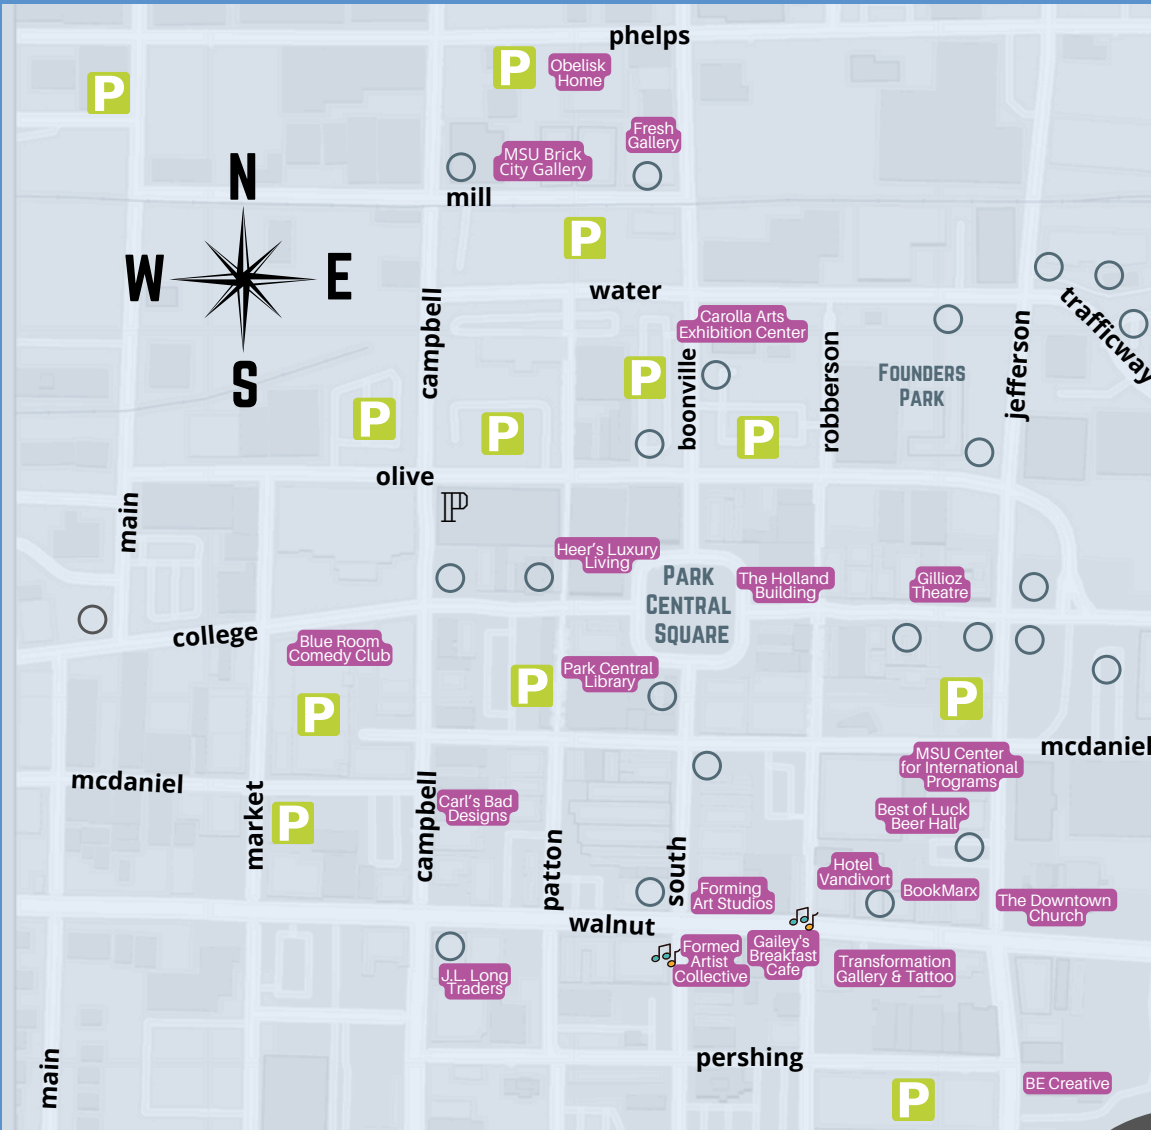 phelps
P
P
Obelisk
Home
Fresh
Gallery
MSU Brick
City Gallery
N
mill
P
W
E
water
trafficway
campbell
Carolla Arts
Exhibition Center
jefferson
S
P
boonville
robberson
FOUNDERS
PARK
P
P
P
olive
P
main
Heer's Luxury
Living
PARK
CENTRAL
SQUARE
The Holland
Building
Gillioz
Theatre
college
Blue Room
Comedy Club
Park Central
Library
P
P
P
mcdaniel
MSU Center
for International
Programs
mcdaniel
market
P
campbell
Carl's Bad
Designs
Best of Luck
Beer Hall
patton
south
Hotel
Vandivort
Forming
Art Studios
BookMarx
The Downtown
Church
walnut
Formed
Artist
Collective
Gailey's
Breakfast
Cafe
Transformation
Gallery & Tattoo
J.L. Long
Traders
pershing
main
BE Creative
P